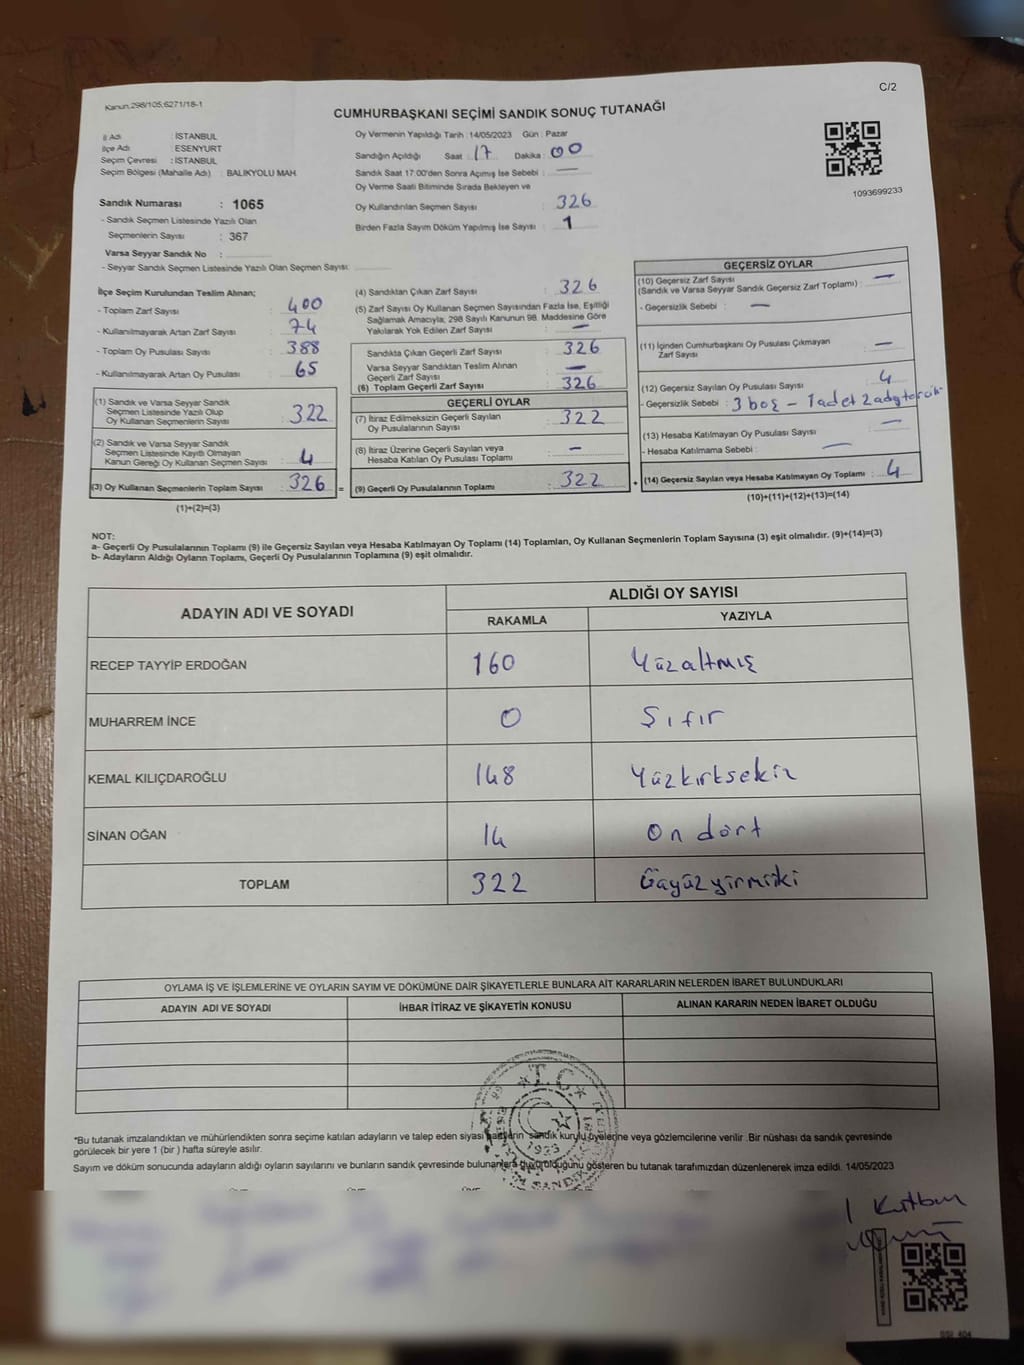 Kanun,298/105;6271/18-1
C/2
CUMHURBAŞKANI SEÇİMİ SANDIK SONUÇ TUTANAĞI
İl Adı : İSTANBUL
İlçe Adı : ESENYURT
Seçim Çevresi : İSTANBUL
Seçim Bölgesi (Mahalle Adı) : BALIKYOLU MAH.
Oy Vermenin Yapıldığı Tarih :14/05/2023 Gün : Pazar
Sandığın Açıldığı Saat : 17 Dakika : 00
Sandık Saat 17:00'den Sonra Açımış İse Sebebi : —
Oy Verme Saati Bitiminde Sırada Bekleyen ve
Oy Kullandırılan Seçmen Sayısı : 326
Birden Fazla Sayım Döküm Yapılmış İse Sayısı : 1
1093699233
Sandık Numarası : 1065
- Sandık Seçmen Listesinde Yazılı Olan
Seçmenlerin Sayısı : 367
Varsa Seyyar Sandık No :
- Seyyar Sandık Seçmen Listesinde Yazılı Olan Seçmen Sayısı:
İlçe Seçim Kurulundan Teslim Alınan;
- Toplam Zarf Sayısı : 400
- Kullanılmayarak Artan Zarf Sayısı : 74
- Toplam Oy Pusulası Sayısı : 388
- Kullanılmayarak Artan Oy Pusulası : 65
(1) Sandık ve Varsa Seyyar Sandık
Seçmen Listesinde Yazılı Olup
Oy Kullanan Seçmenlerin Sayısı : 322
(2) Sandık ve Varsa Seyyar Sandık
Seçmen Listesinde Kayıtlı Olmayan
Kanun Gereği Oy Kullanan Seçmen Sayısı : 4
(3) Oy Kullanan Seçmenlerin Toplam Sayısı : 326 =
(1)+(2)=(3)
(4) Sandıktan Çıkan Zarf Sayısı : 326
(5) Zarf Sayısı Oy Kullanan Seçmen Sayısından Fazla İse, Eşitliği
Sağlamak Amacıyla; 298 Sayılı Kanunun 98. Maddesine Göre
Yakılarak Yok Edilen Zarf Sayısı : —
Sandıkta Çıkan Geçerli Zarf Sayısı : 326
Varsa Seyyar Sandıktan Teslim Alınan
Geçerli Zarf Sayısı : —
(6) Toplam Geçerli Zarf Sayısı : 326
GEÇERLİ OYLAR
(7) İtiraz Edilmeksizin Geçerli Sayılan
Oy Pusulalarının Sayısı : 322
(8) İtiraz Üzerine Geçerli Sayılan veya
Hesaba Katılan Oy Pusulası Toplamı : —
(9) Geçerli Oy Pusulalarının Toplamı : 322 +
GEÇERSİZ OYLAR
(10) Geçersiz Zarf Sayısı
(Sandık ve Varsa Seyyar Sandık Geçersiz Zarf Toplamı) : —
- Geçersizlik Sebebi : —
(11) İçinden Cumhurbaşkanı Oy Pusulası Çıkmayan
Zarf Sayısı : —
(12) Geçersiz Sayılan Oy Pusulası Sayısı : 4
- Geçersizlik Sebebi : 3 boş - 1 adet 2 aday tercih
(13) Hesaba Katılmayan Oy Pusulası Sayısı : —
- Hesaba Katılmama Sebebi : —
(14) Geçersiz Sayılan veya Hesaba Katılmayan Oy Toplamı : 4
(10)+(11)+(12)+(13)=(14)
NOT:
a- Geçerli Oy Pusulalarının Toplamı (9) ile Geçersiz Sayılan veya Hesaba Katılmayan Oy Toplamı (14) Toplamları, Oy Kullanan Seçmenlerin Toplam Sayısına (3) eşit olmalıdır. (9)+(14)=(3)
b- Adayların Aldığı Oyların Toplamı, Geçerli Oy Pusulalarının Toplamına (9) eşit olmalıdır.
ADAYIN ADI VE SOYADI ALDIĞI OY SAYISI
RAKAMLA YAZIYLA
RECEP TAYYİP ERDOĞAN 160 Yüzaltmış
MUHARREM İNCE 0 Sıfır
KEMAL KILIÇDAROĞLU 148 Yüzkırksekiz
SİNAN OĞAN 14 On dört
TOPLAM 322 Üçyüzyirmiiki
OYLAMA İŞ VE İŞLEMLERİNE VE OYLARIN SAYIM VE DÖKÜMÜNE DAİR ŞİKAYETLERLE BUNLARA AİT KARARLARIN NELERDEN İBARET BULUNDUKLARI
ADAYIN ADI VE SOYADI İHBAR İTİRAZ VE ŞİKAYETİN KONUSU ALINAN KARARIN NEDEN İBARET OLDUĞU
T.C.
1923
*Bu tutanak imzalandıktan ve mühürlendikten sonra seçime katılan adayların ve talep eden siyasi partilerin sandık kurulu üyelerine veya gözlemcilerine verilir .Bir nüshası da sandık çevresinde
görülecek bir yere 1 (bir ) hafta süreyle asılır.
Sayım ve döküm sonucunda adayların aldığı oyların sayılarını ve bunların sandık çevresinde bulunanlara duyurulduğunu gösteren bu tutanak tarafımızdan düzenlenerek imza edildi. 14/05/2023